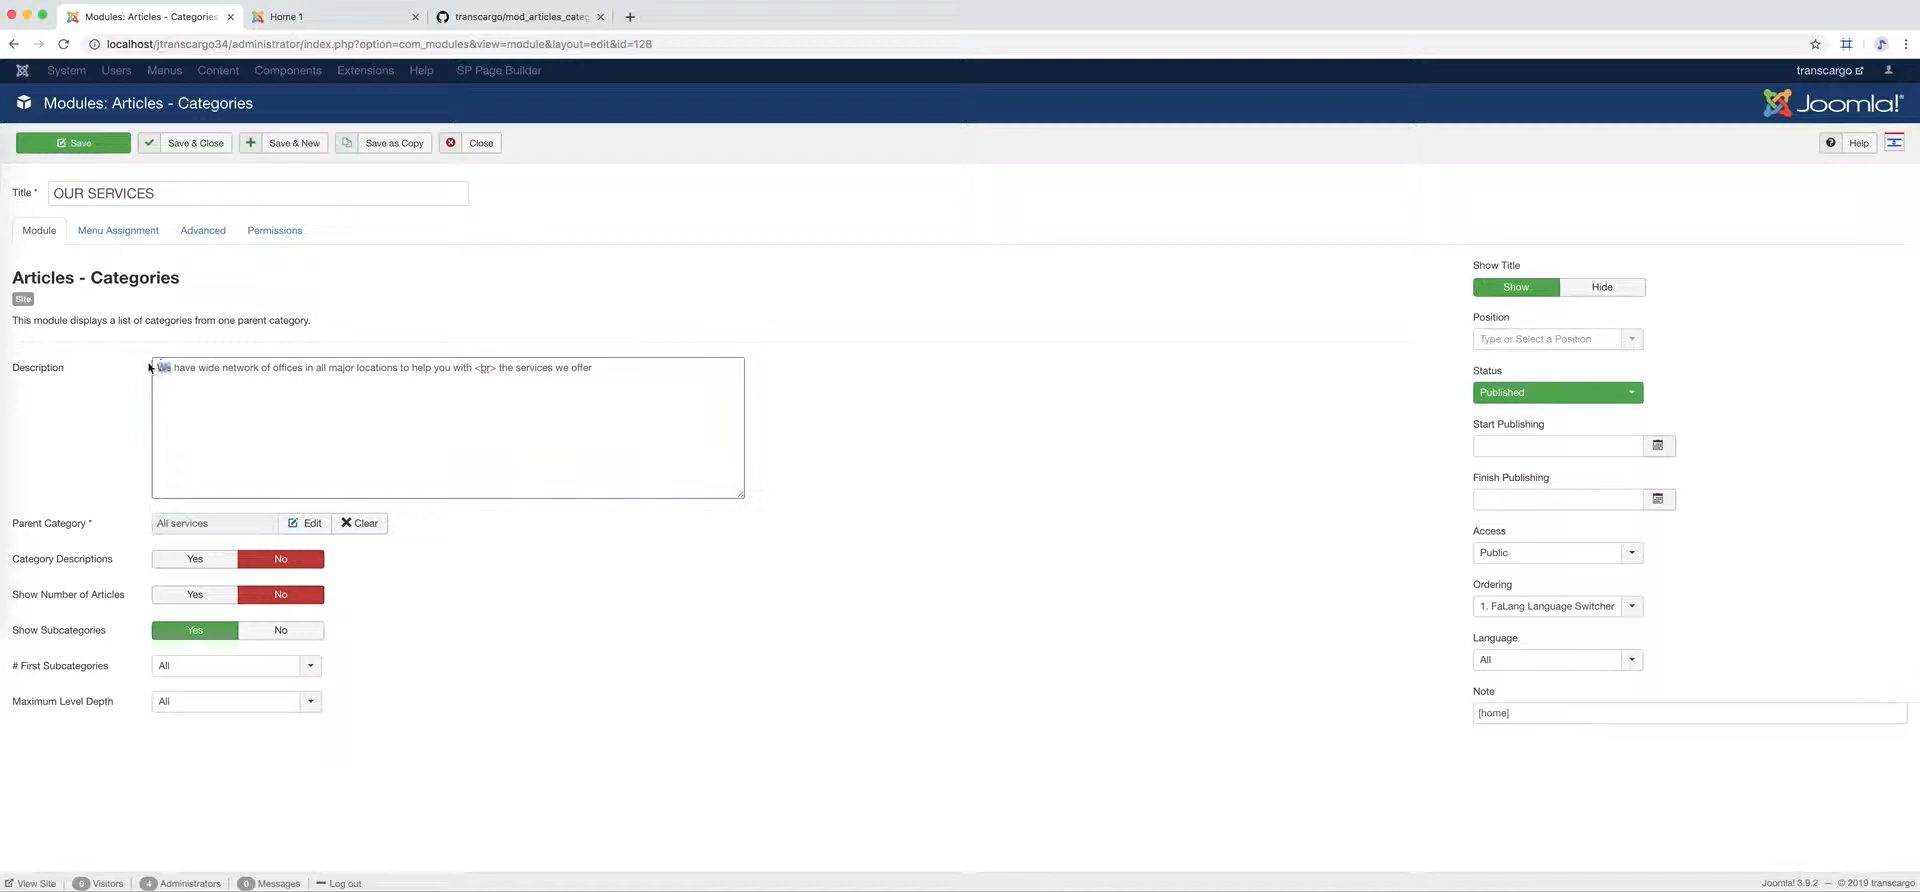 Modules: Articles - Categories
Home 1
transcargo/mod_articles_categ
localhost/jtranscargo34/administrator/index.php?option=com_modules&view=module&layout=edit&id=128
System Users Menus Content Components Extensions Help SP Page Builder
transcargo
Modules: Articles - Categories
Joomla!®
Save
Save & Close
Save & New
Save as Copy
Close
Help
Title *
OUR SERVICES
Module
Menu Assignment
Advanced
Permissions
Articles - Categories
Site
This module displays a list of categories from one parent category.
Description
We have wide network of offices in all major locations to help you with <br> the services we offer
Parent Category *
All services
Edit
Clear
Category Descriptions
Yes
No
Show Number of Articles
Yes
No
Show Subcategories
Yes
No
# First Subcategories
All
Maximum Level Depth
All
Show Title
Show
Hide
Position
Type or Select a Position
Status
Published
Start Publishing
Finish Publishing
Access
Public
Ordering
1. FaLang Language Switcher
Language
All
Note
[home]
View Site
0 Visitors
4 Administrators
0 Messages
Log out
Joomla! 3.9.2 — © 2019 transcargo